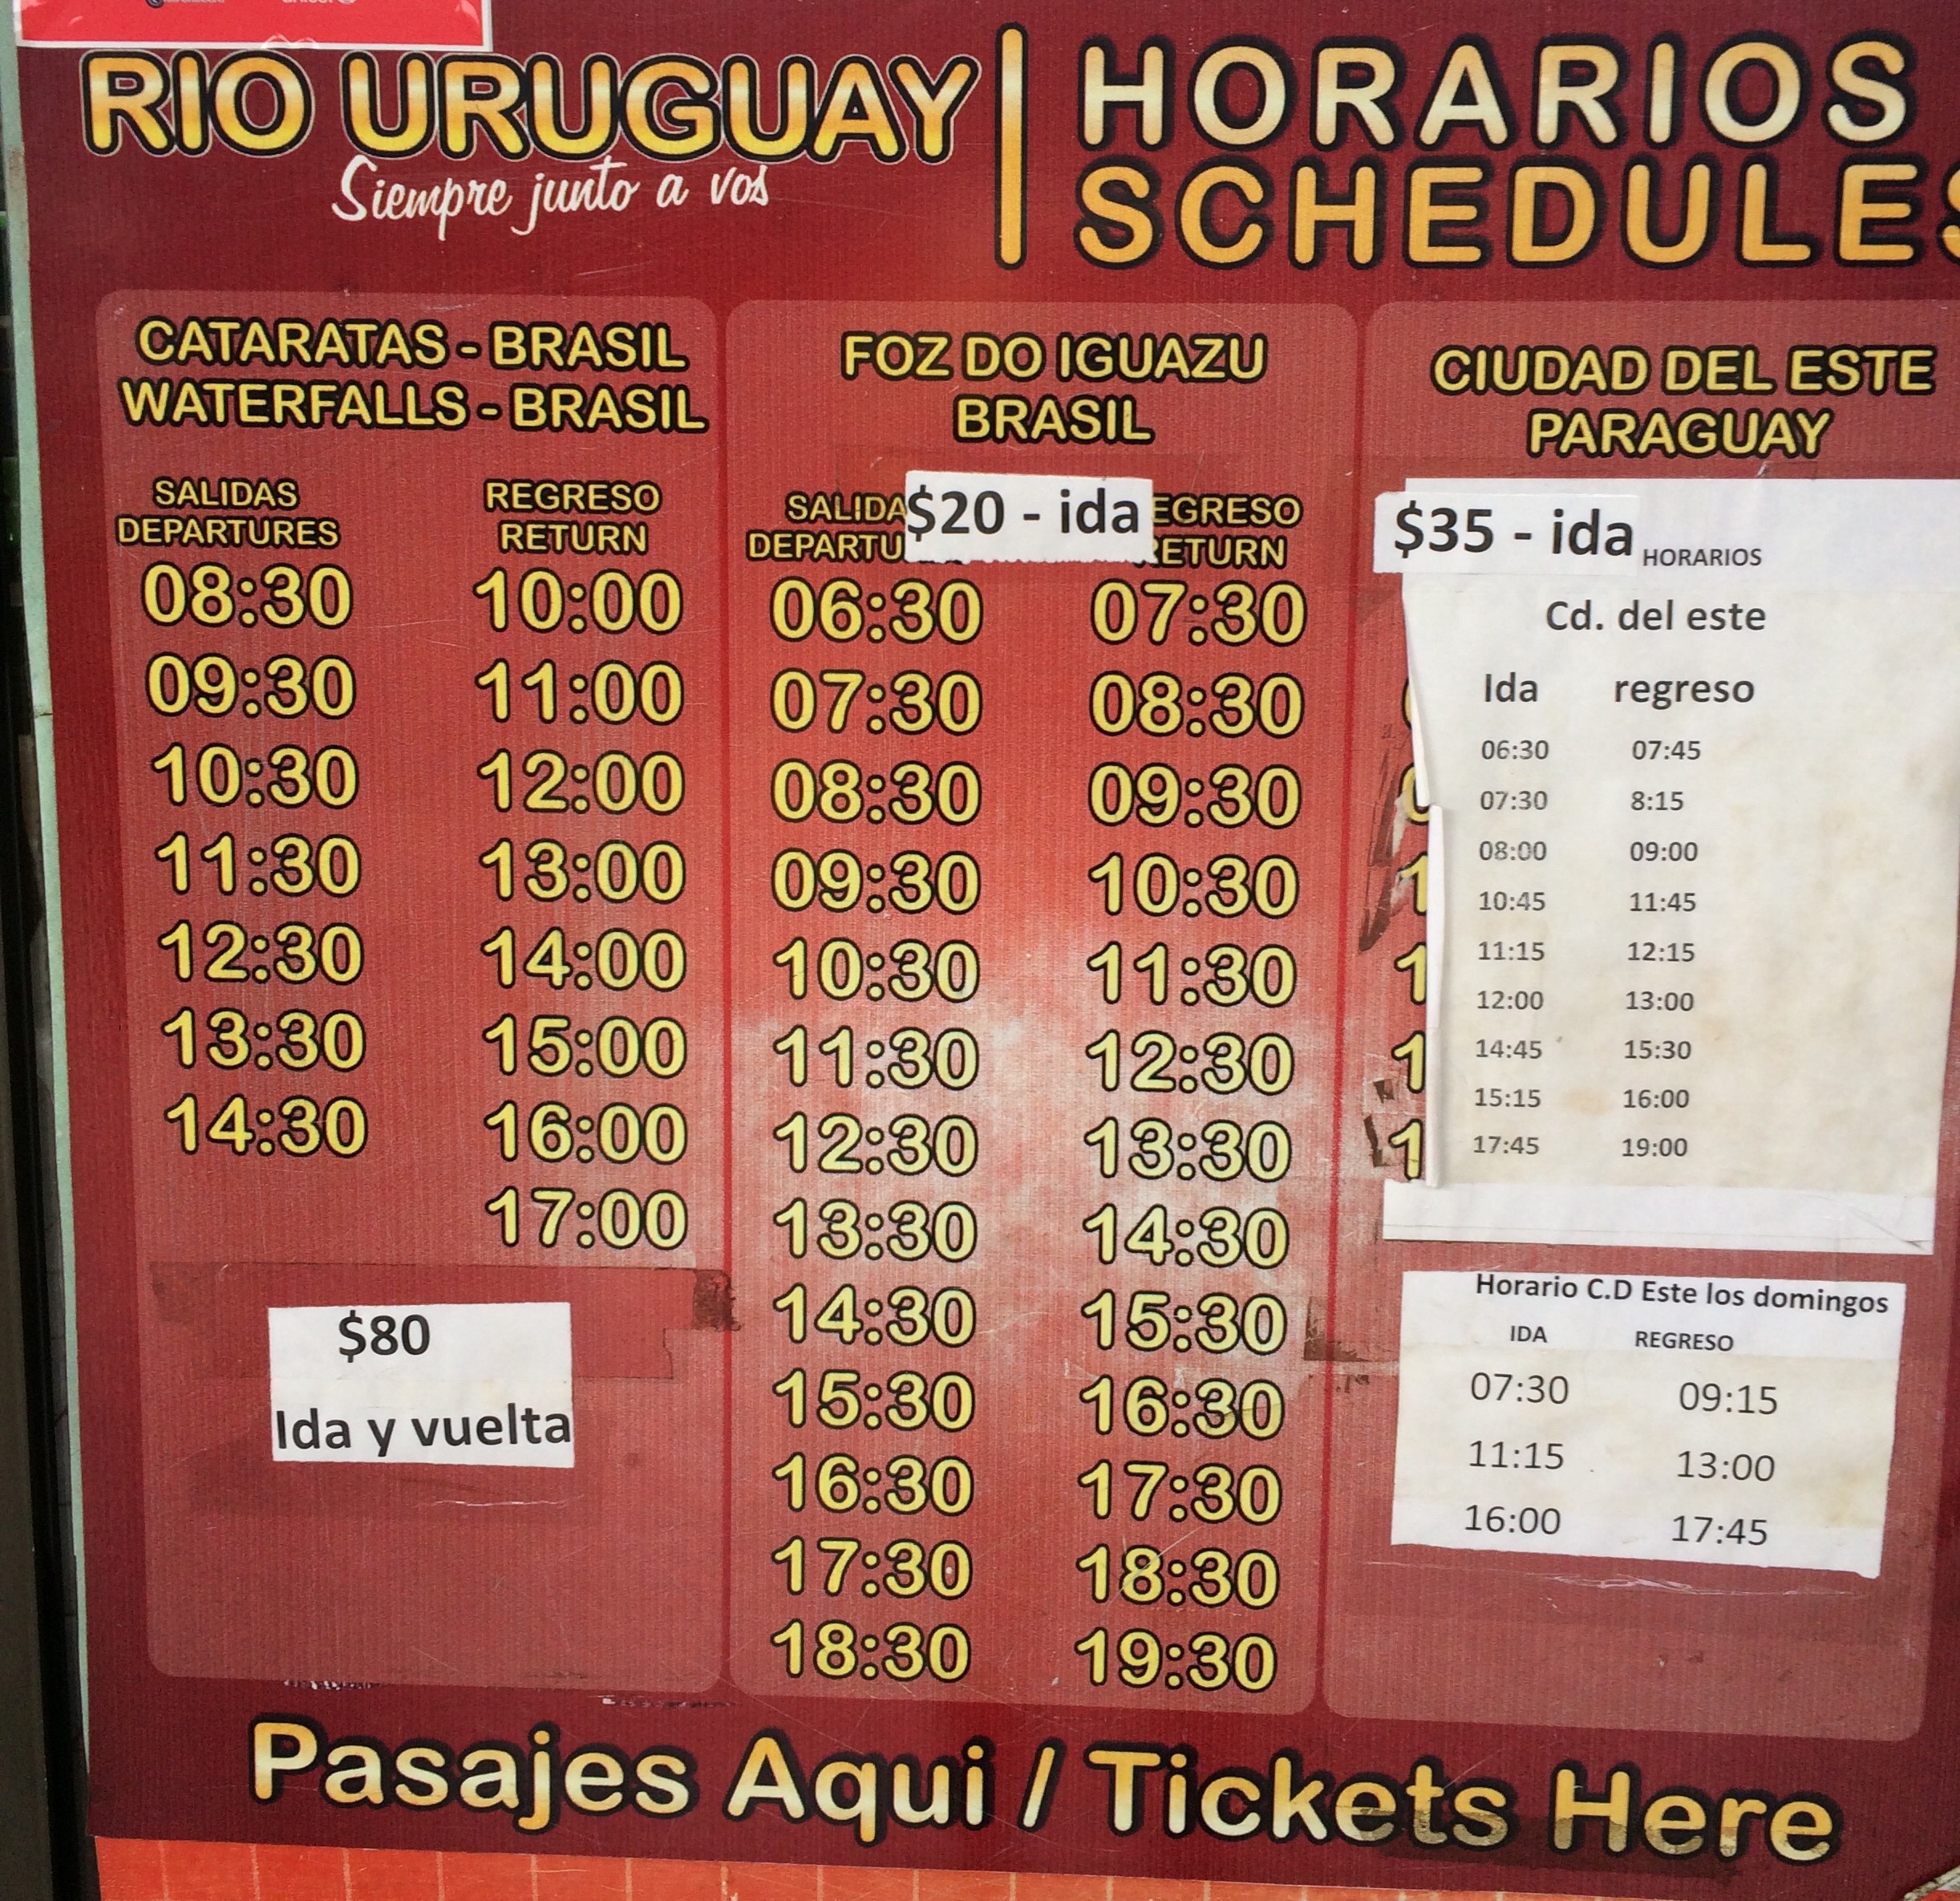 RIO URUGUAY
Siempre junto a vos
HORARIOS
SCHEDULES
CATARATAS - BRASIL
WATERFALLS - BRASIL
SALIDAS REGRESO
DEPARTURES RETURN
08:30 10:00
09:30 11:00
10:30 12:00
11:30 13:00
12:30 14:00
13:30 15:00
14:30 16:00
17:00
$80
Ida y vuelta
FOZ DO IGUAZU
BRASIL
$20 - ida
SALIDA EGRESO
DEPARTU RETURN
06:30 07:30
07:30 08:30
08:30 09:30
09:30 10:30
10:30 11:30
11:30 12:30
12:30 13:30
13:30 14:30
14:30 15:30
15:30 16:30
16:30 17:30
17:30 18:30
18:30 19:30
CIUDAD DEL ESTE
PARAGUAY
$35 - ida HORARIOS
Cd. del este
Ida regreso
06:30 07:45
07:30 8:15
08:00 09:00
10:45 11:45
11:15 12:15
12:00 13:00
14:45 15:30
15:15 16:00
17:45 19:00
Horario C.D Este los domingos
IDA REGRESO
07:30 09:15
11:15 13:00
16:00 17:45
Pasajes Aqui / Tickets Here